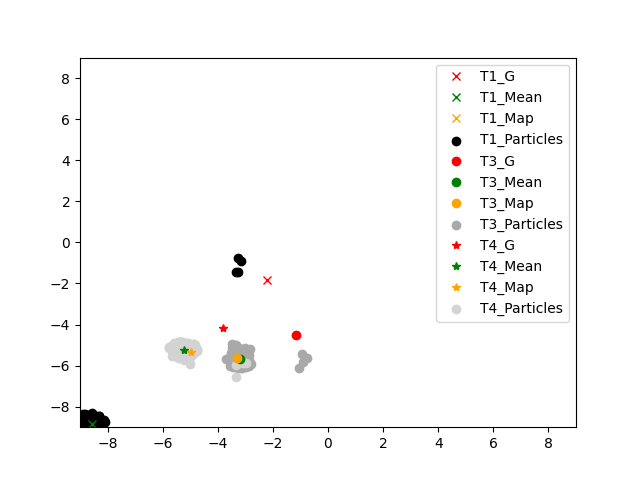 8
6
4
2
0
−2
−4
−6
−8
−8
−6
−4
−2
0
2
4
6
8
T1_G
T1_Mean
T1_Map
T1_Particles
T3_G
T3_Mean
T3_Map
T3_Particles
T4_G
T4_Mean
T4_Map
T4_Particles